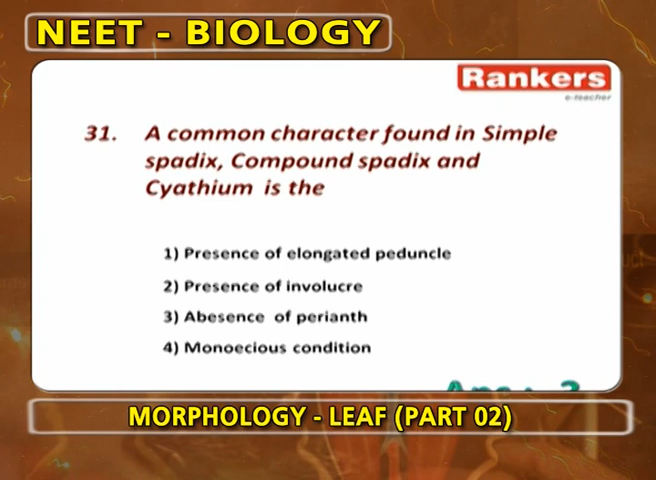 NEET - BIOLOGY
Rankers
e-teacher
31. A common character found in Simple
spadix, Compound spadix and
Cyathium is the
1) Presence of elongated peduncle
2) Presence of involucre
3) Abesence of perianth
4) Monoecious condition
MORPHOLOGY - LEAF (PART 02)